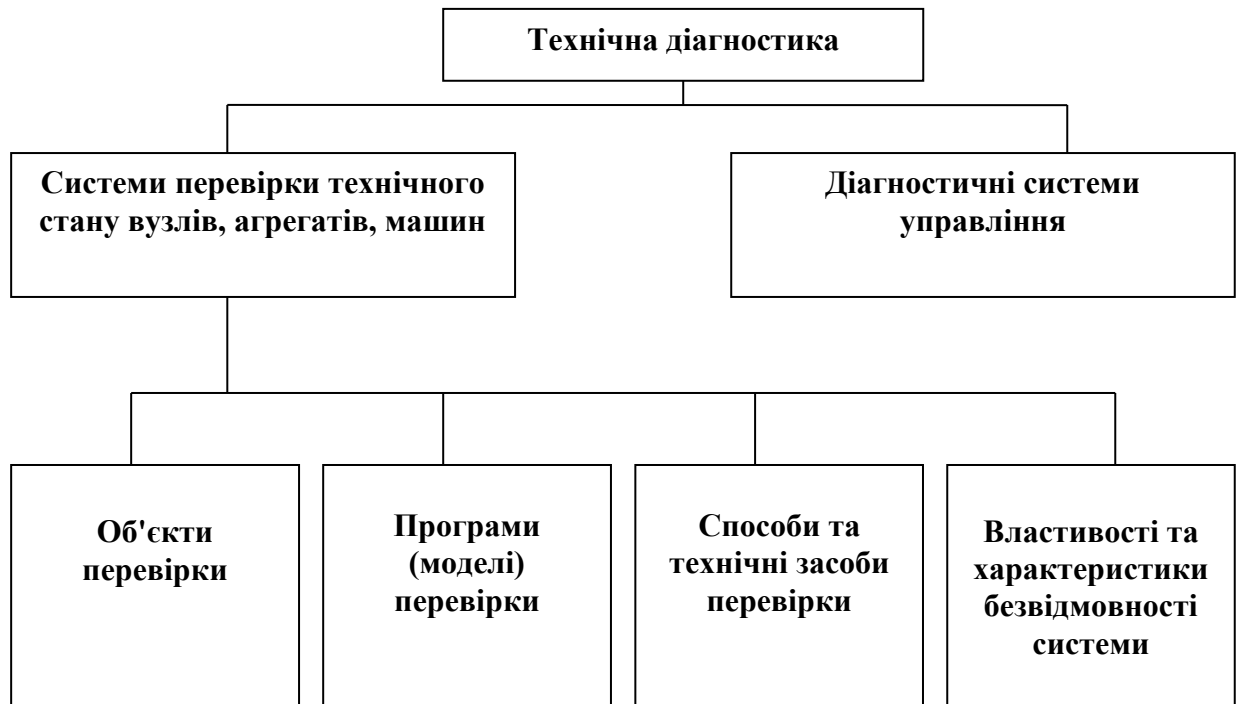 Технічна діагностика
Системи перевірки технічного
стану вузлів, агрегатів, машин
Діагностичні системи
управління
Об'єкти
перевірки
Програми
(моделі)
перевірки
Способи та
технічні засоби
перевірки
Властивості та
характеристики
безвідмовності
системи